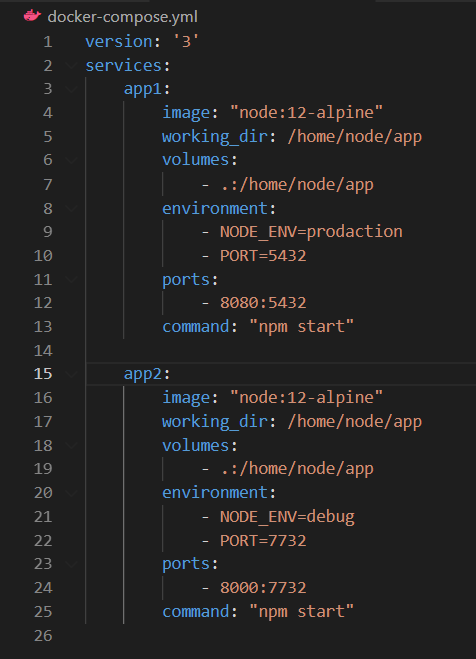 docker-compose.yml
1 version: '3'
2 services:
3     app1:
4         image: "node:12-alpine"
5         working_dir: /home/node/app
6         volumes:
7             - .:/home/node/app
8         environment:
9             - NODE_ENV=prodaction
10             - PORT=5432
11         ports:
12             - 8080:5432
13         command: "npm start"
14
15     app2:
16         image: "node:12-alpine"
17         working_dir: /home/node/app
18         volumes:
19             - .:/home/node/app
20         environment:
21             - NODE_ENV=debug
22             - PORT=7732
23         ports:
24             - 8000:7732
25         command: "npm start"
26